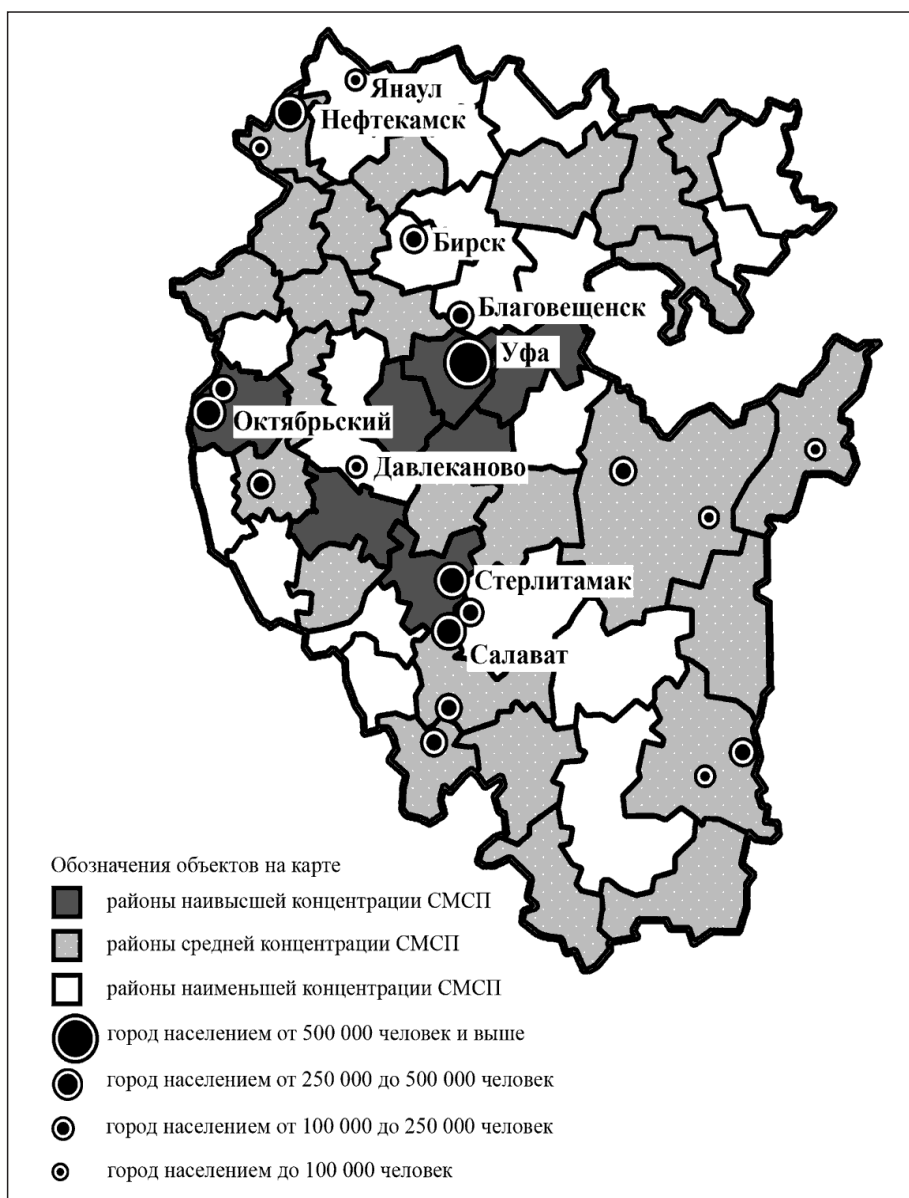 Янаул
Нефтекамск
Бирск
Благовещенск
Уфа
Октябрьский
Давлеканово
Стерлитамак
Салават
Обозначения объектов на карте
районы наивысшей концентрации СМСП
районы средней концентрации СМСП
районы наименьшей концентрации СМСП
город населением от 500 000 человек и выше
город населением от 250 000 до 500 000 человек
город населением от 100 000 до 250 000 человек
город населением до 100 000 человек